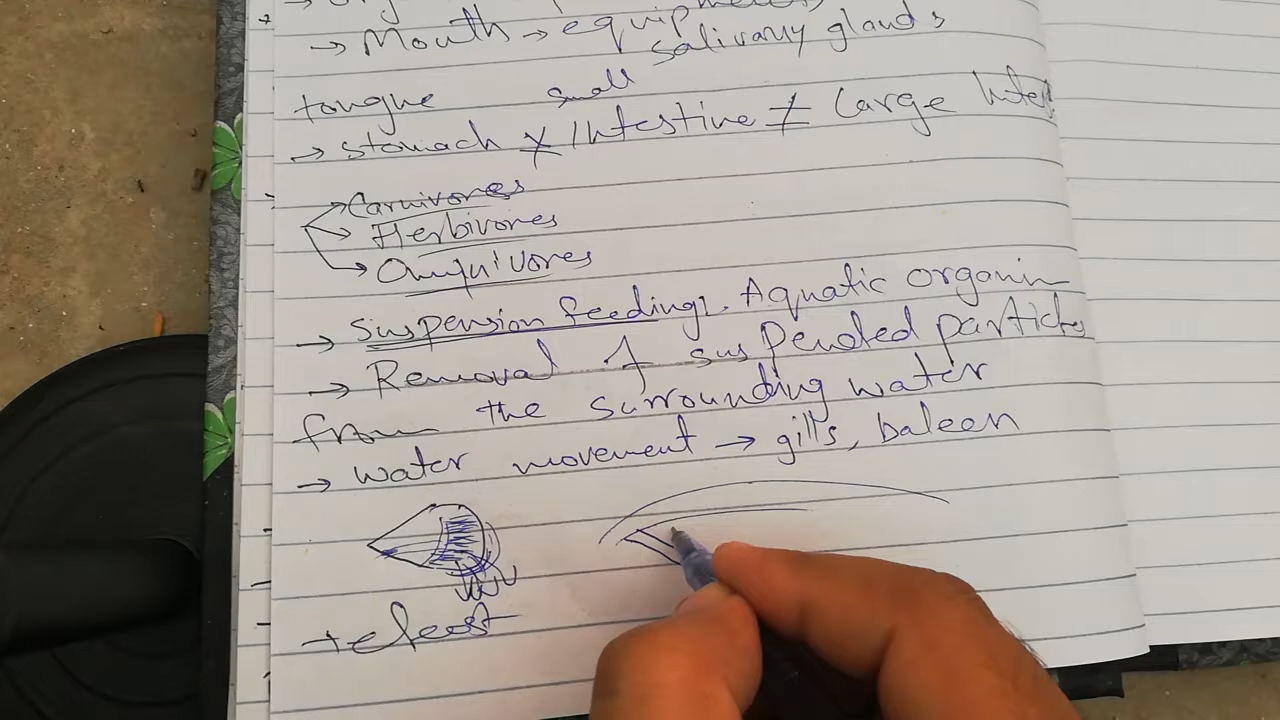 → Mouth → equipments
salivary glands
tongue small
→ stomach ≠ Intestine ≠ Large Inte
→ Carnivores
→ Herbivores
→ Omnivores
→ Suspension feeding. Aquatic organim
→ Removal of suspended particles
from the surrounding water
→ water movement → gills, baleen
teleost